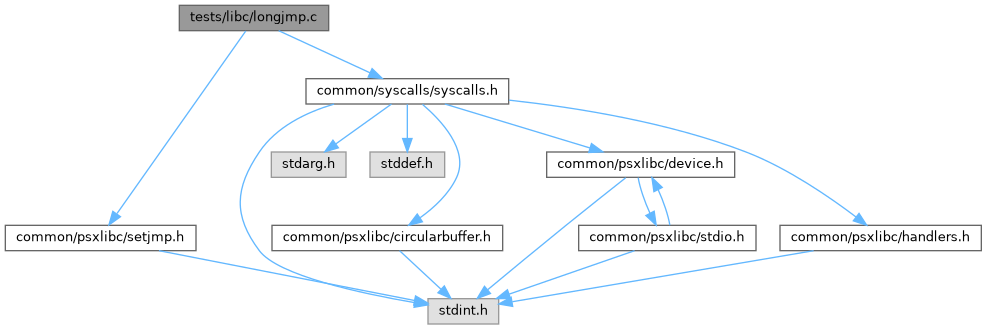 tests/libc/longjmp.c
common/syscalls/syscalls.h
stdarg.h
stddef.h
common/psxlibc/device.h
common/psxlibc/setjmp.h
common/psxlibc/circularbuffer.h
common/psxlibc/stdio.h
common/psxlibc/handlers.h
stdint.h